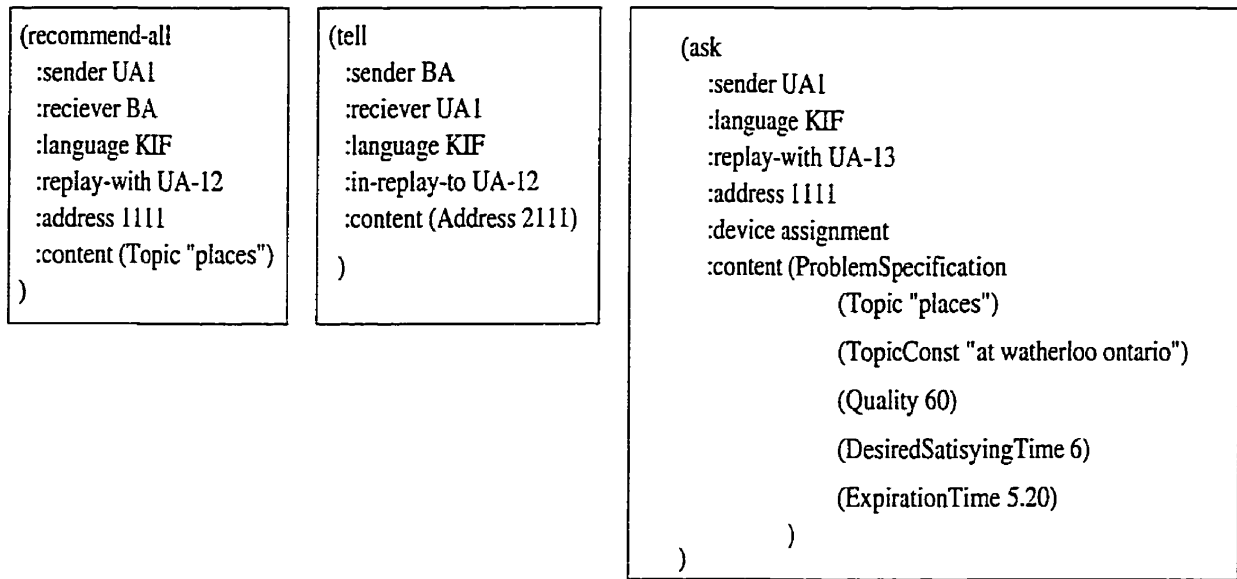 (recommend-all
:sender UA1
:reciever BA
:language KIF
:replay-with UA-12
:address 1111
:content (Topic "places")
)
(tell
:sender BA
:reciever UA1
:language KIF
:in-replay-to UA-12
:content (Address 2111)
)
(ask
:sender UA1
:language KIF
:replay-with UA-13
:address 1111
:device assignment
:content (ProblemSpecification
(Topic "places")
(TopicConst "at watherloo ontario")
(Quality 60)
(DesiredSatisyingTime 6)
(ExpirationTime 5.20)
)
)